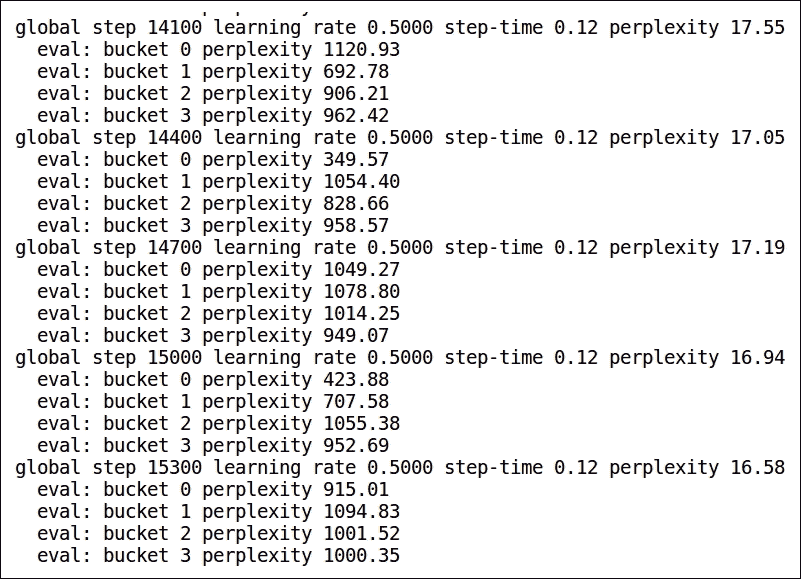 global step 14100 learning rate 0.5000 step-time 0.12 perplexity 17.55
eval: bucket 0 perplexity 1120.93
eval: bucket 1 perplexity 692.78
eval: bucket 2 perplexity 906.21
eval: bucket 3 perplexity 962.42
global step 14400 learning rate 0.5000 step-time 0.12 perplexity 17.05
eval: bucket 0 perplexity 349.57
eval: bucket 1 perplexity 1054.40
eval: bucket 2 perplexity 828.66
eval: bucket 3 perplexity 958.57
global step 14700 learning rate 0.5000 step-time 0.12 perplexity 17.19
eval: bucket 0 perplexity 1049.27
eval: bucket 1 perplexity 1078.80
eval: bucket 2 perplexity 1014.25
eval: bucket 3 perplexity 949.07
global step 15000 learning rate 0.5000 step-time 0.12 perplexity 16.94
eval: bucket 0 perplexity 423.88
eval: bucket 1 perplexity 707.58
eval: bucket 2 perplexity 1055.38
eval: bucket 3 perplexity 952.69
global step 15300 learning rate 0.5000 step-time 0.12 perplexity 16.58
eval: bucket 0 perplexity 915.01
eval: bucket 1 perplexity 1094.83
eval: bucket 2 perplexity 1001.52
eval: bucket 3 perplexity 1000.35